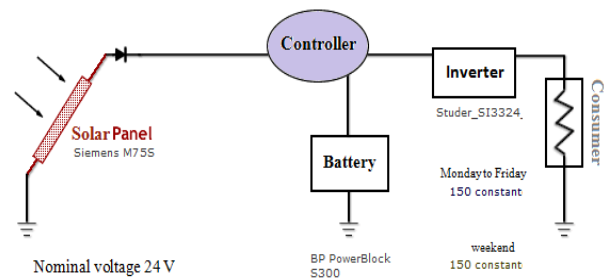 Controller
Inverter
Studer_SI3324_
Consumer
Solar Panel
Siemens M75S
Battery
Monday to Friday
150 constant
weekend
150 constant
BP PowerBlock
S300
Nominal voltage 24 V